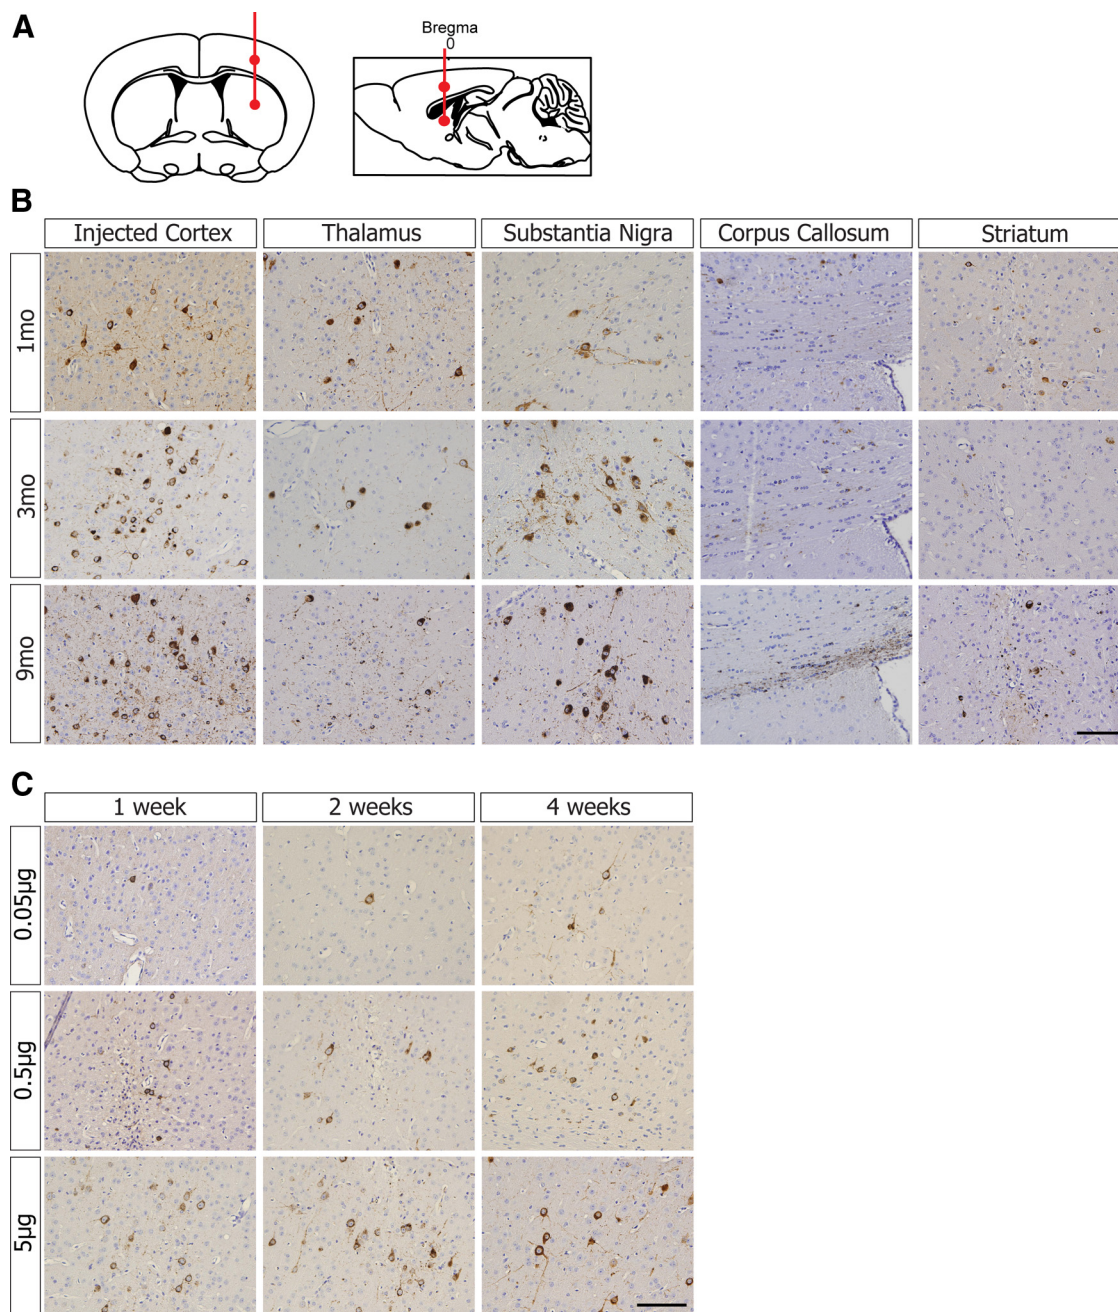 A
Bregma
0
B
Injected Cortex
Thalamus
Substantia Nigra
Corpus Callosum
Striatum
1mo
3mo
9mo
C
1 week
2 weeks
4 weeks
0.05µg
0.5µg
5µg